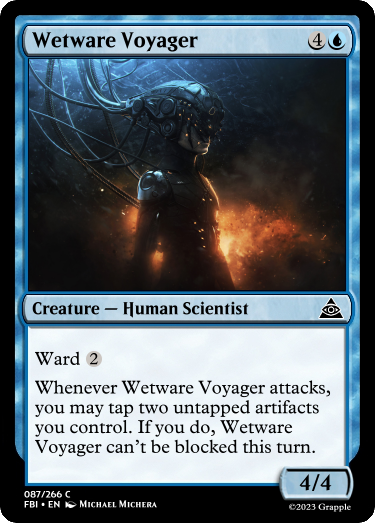 Wetware Voyager 4
Creature — Human Scientist
Ward 2
Whenever Wetware Voyager attacks,
you may tap two untapped artifacts
you control. If you do, Wetware
Voyager can't be blocked this turn.
4/4
087/266 C
FBI • EN Michael Michera
©2023 Grapple